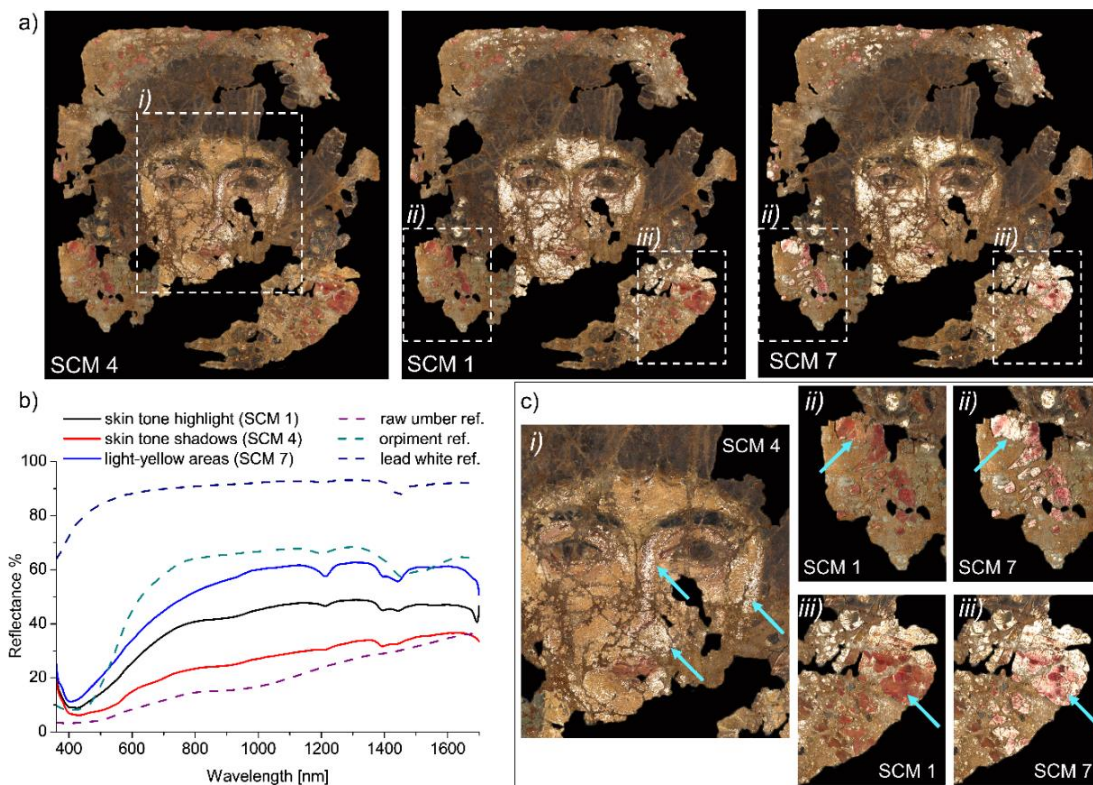 a)
i)
ii)
iii)
ii)
iii)
SCM 4
SCM 1
SCM 7
b)
skin tone highlight (SCM 1)
skin tone shadows (SCM 4)
light-yellow areas (SCM 7)
raw umber ref.
orpiment ref.
lead white ref.
100
80
60
40
20
0
Reflectance %
400 600 800 1000 1200 1400 1600
Wavelength [nm]
c)
i)
SCM 4
ii)
SCM 1
ii)
SCM 7
iii)
SCM 1
iii)
SCM 7